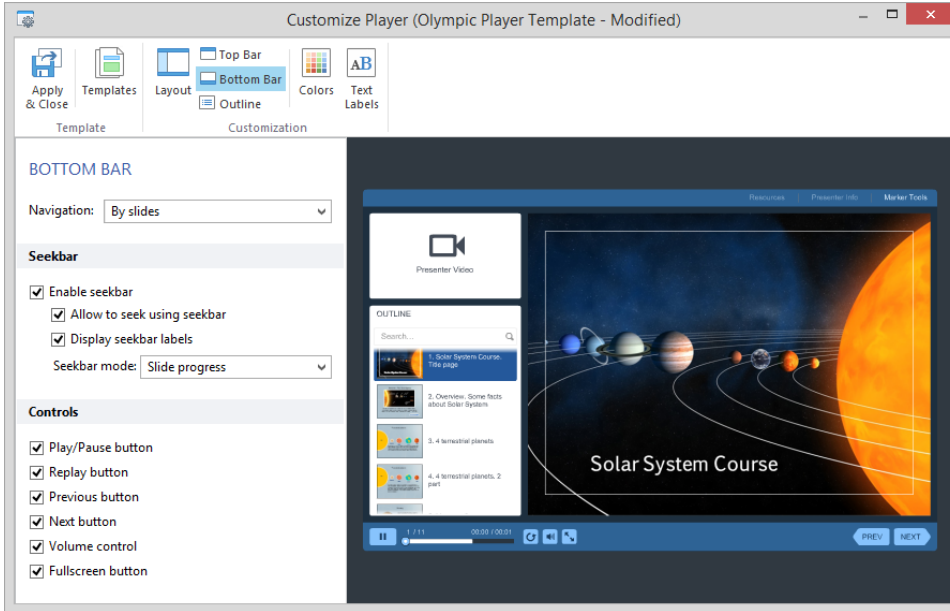 Customize Player (Olympic Player Template - Modified)
Apply & Close
Templates
Layout
Top Bar
Bottom Bar
Outline
Colors
AB
Text Labels
Template
Customization
BOTTOM BAR
Navigation: By slides
Seekbar
Enable seekbar
Allow to seek using seekbar
Display seekbar labels
Seekbar mode: Slide progress
Controls
Play/Pause button
Replay button
Previous button
Next button
Volume control
Fullscreen button
Resources
Presenter Info
Marker Tools
Presenter Video
OUTLINE
Search...
1. Solar System Course.
Title page
2. Overview. Some facts
about Solar System
3. 4 terrestrial planets
4. 4 terrestrial planets. 2
part
Solar System Course
1 / 11
00:00 / 00:01
PREV
NEXT